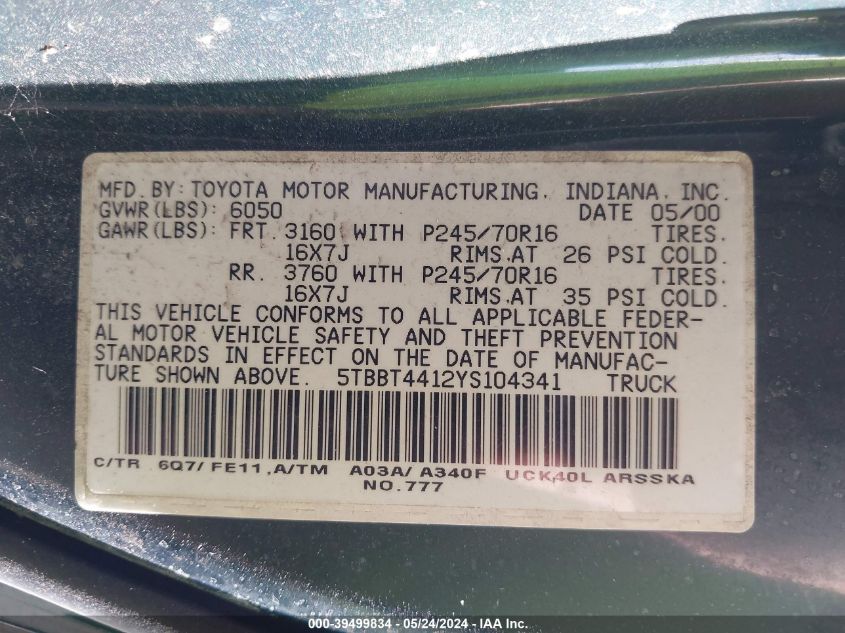 MFD. BY: TOYOTA MOTOR MANUFACTURING, INDIANA, INC.
GVWR(LBS): 6050 DATE 05/00
GAWR(LBS): FRT. 3160 WITH P245/70R16 TIRES.
16X7J RIMS.AT 26 PSI COLD.
RR. 3760 WITH P245/70R16 TIRES.
16X7J RIMS.AT 35 PSI COLD.
THIS VEHICLE CONFORMS TO ALL APPLICABLE FEDER-
AL MOTOR VEHICLE SAFETY AND THEFT PREVENTION
STANDARDS IN EFFECT ON THE DATE OF MANUFAC-
TURE SHOWN ABOVE. 5TBBT4412YS104341 TRUCK
C/TR 6Q7/ FE11 A/TM A03A/ A340F UCK40L ARSSKA
NO.777
000-39499834 - 05/24/2024 - IAA Inc.